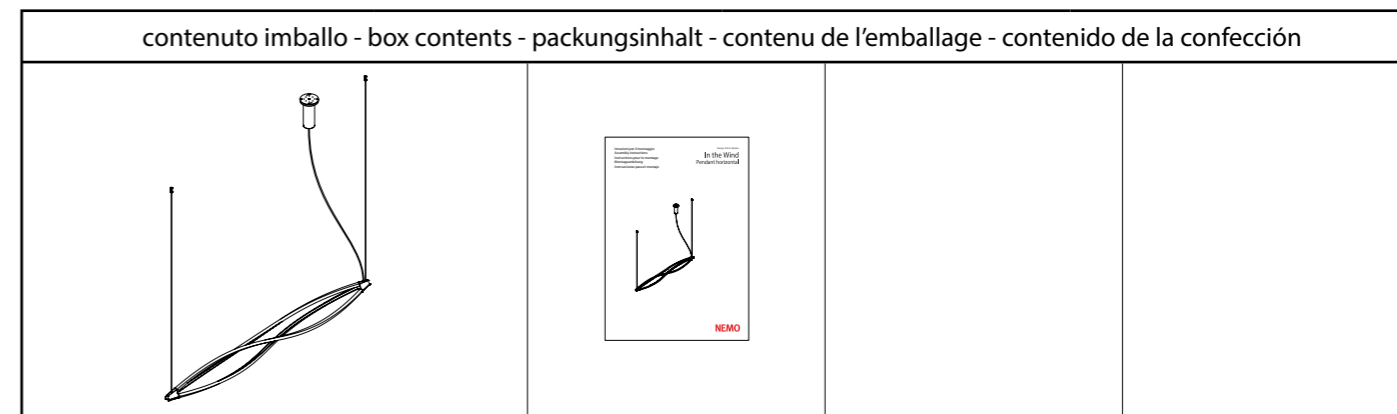 contenuto imballo - box contents - packungsinhalt - contenu de l'emballage - contenido de la confección
In the Wind
Pendant horizontal
NEMO